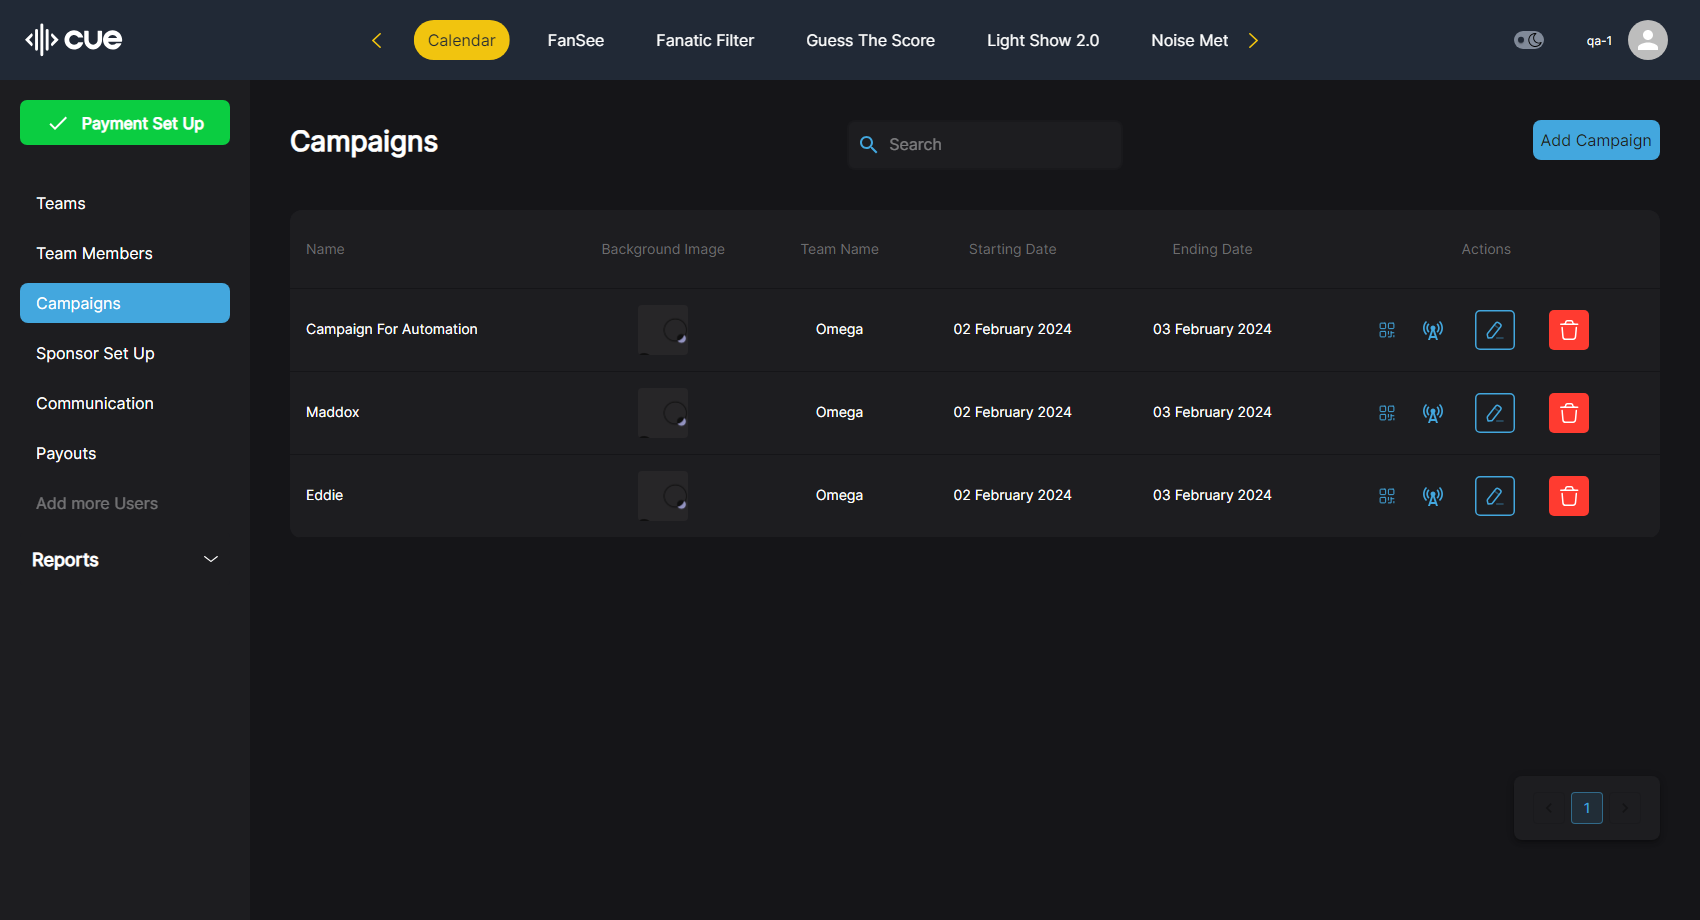 cue
Calendar FanSee Fanatic Filter Guess The Score Light Show 2.0 Noise Met
qa-1
Payment Set Up
Teams
Team Members
Campaigns
Sponsor Set Up
Communication
Payouts
Add more Users
Reports
Campaigns
Search
Add Campaign
Name Background Image Team Name Starting Date Ending Date Actions
Campaign For Automation Omega 02 February 2024 03 February 2024
Maddox Omega 02 February 2024 03 February 2024
Eddie Omega 02 February 2024 03 February 2024
1